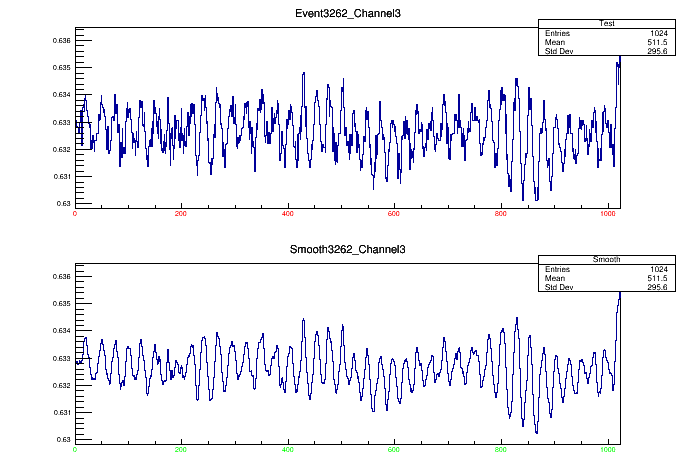 Event3262_Channel3
Test
Entries 1024
Mean 511.5
Std Dev 295.6
0.636
0.635
0.634
0.633
0.632
0.631
0.63
0 200 400 600 800 1000
Smooth3262_Channel3
Smooth
Entries 1024
Mean 511.5
Std Dev 295.6
0.636
0.635
0.634
0.633
0.632
0.631
0.63
0 200 400 600 800 1000